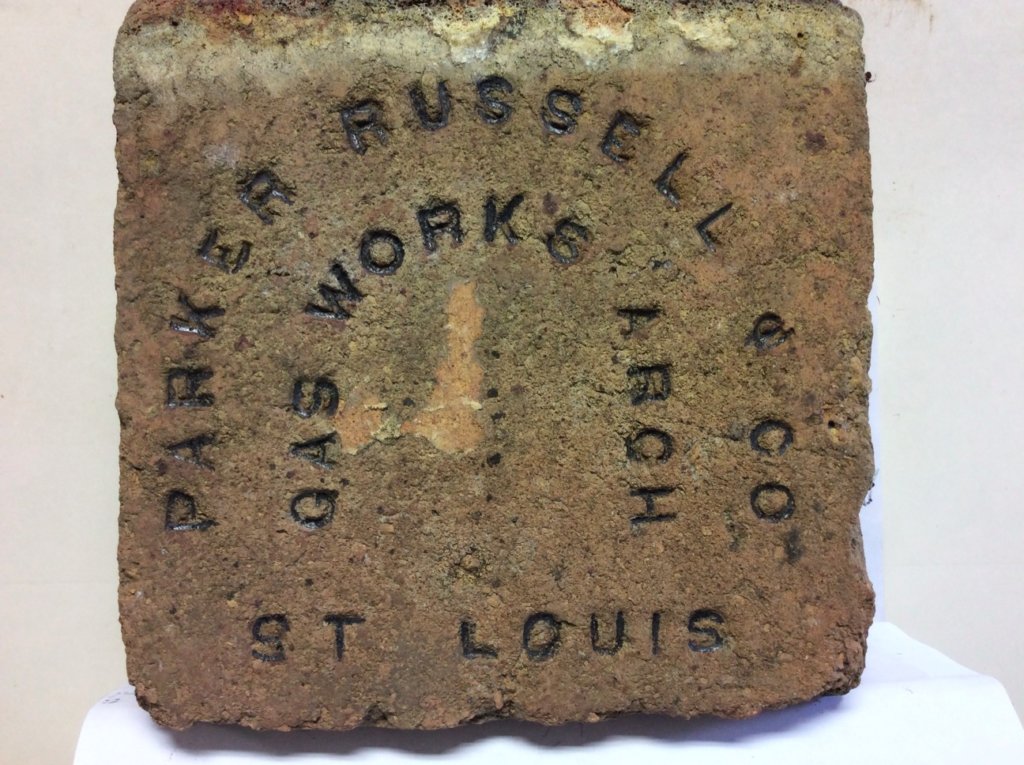 PARKER RUSSELL & CO
GAS WORKS ARCH
ST LOUIS